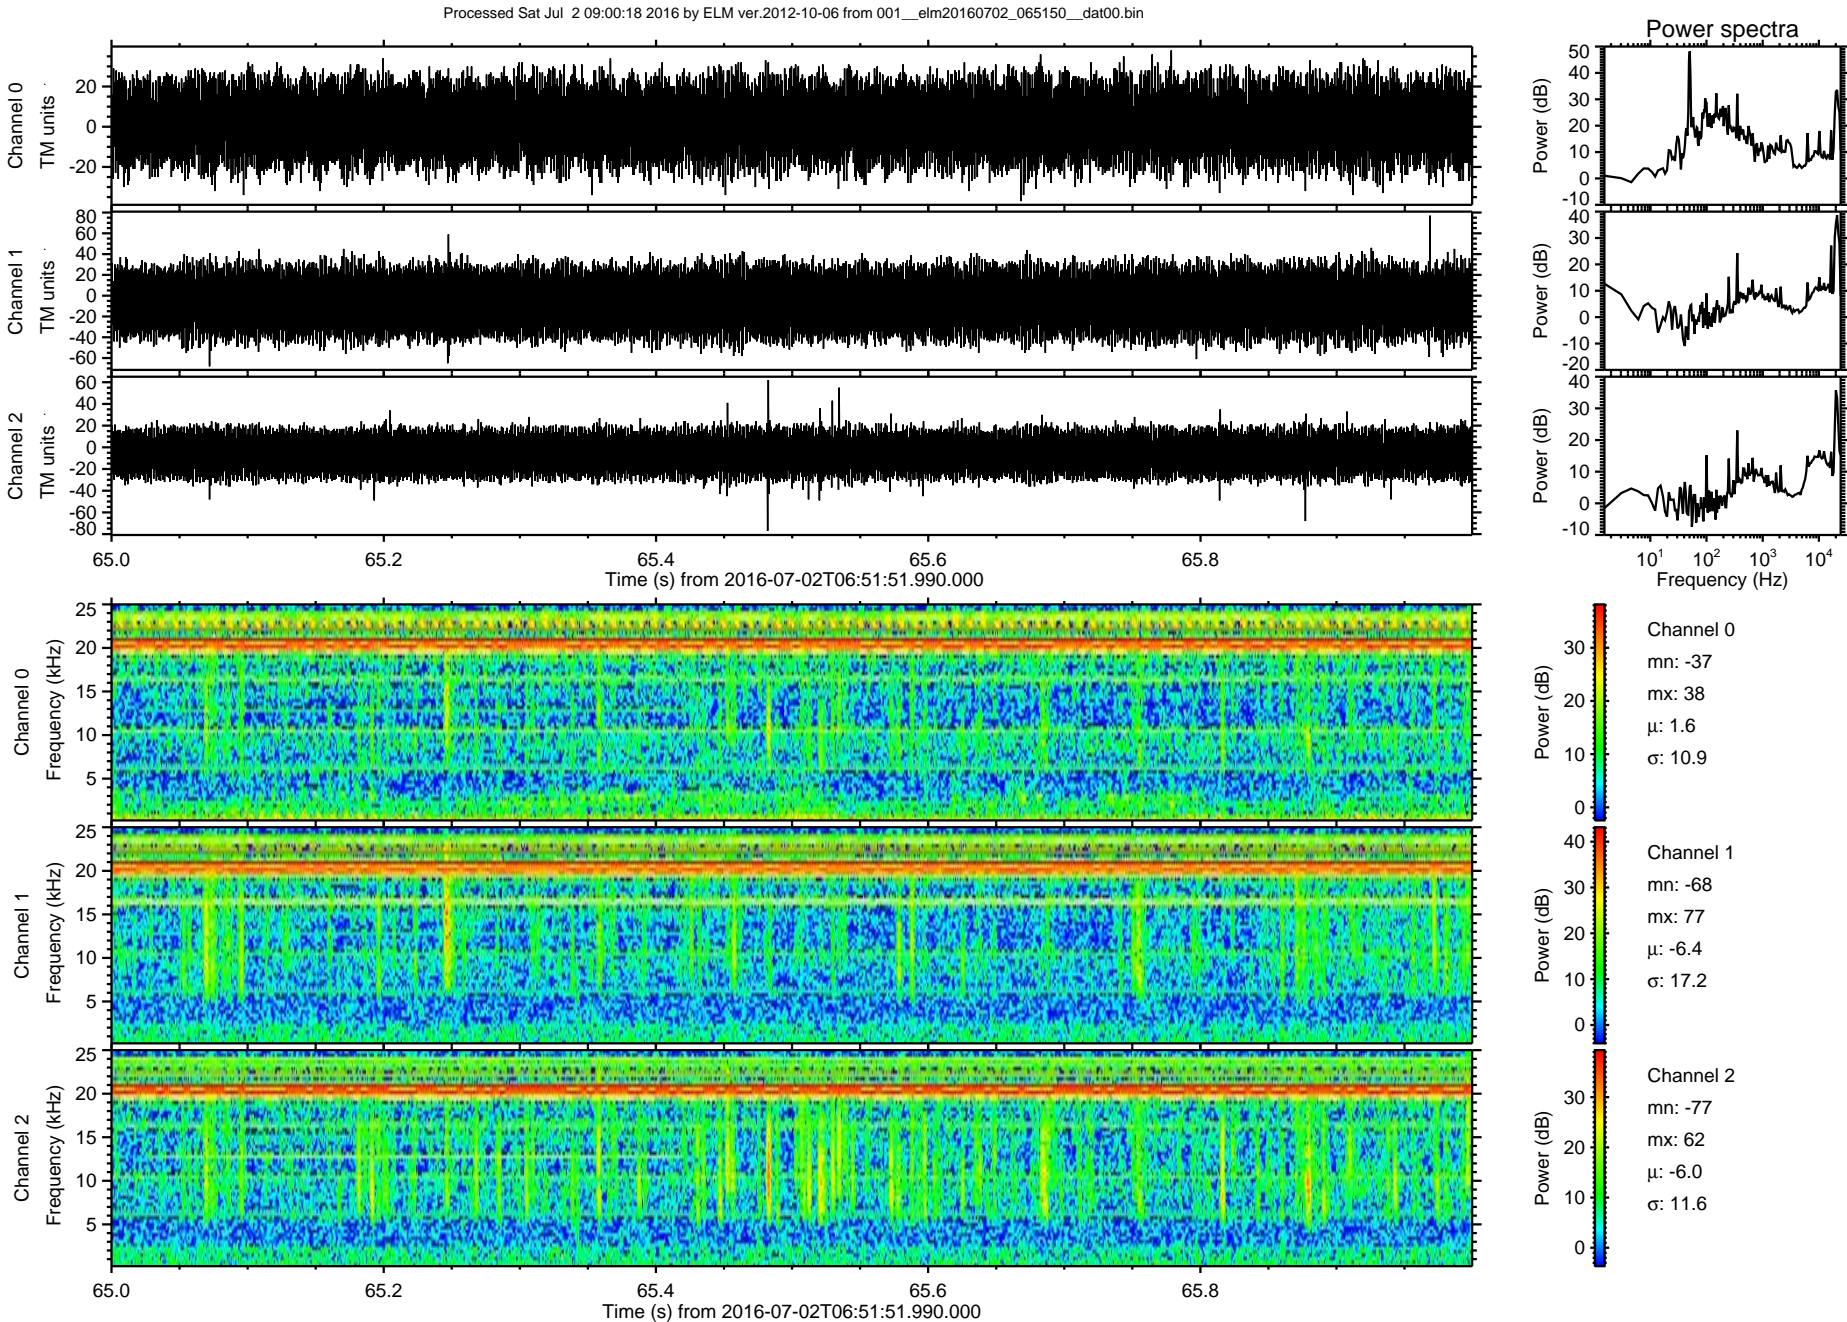 Processed Sat Jul  2 09:00:18 2016 by ELM ver.2012-10-06 from 001__elm20160702_065150__dat00.bin
Power spectra
Channel 0
TM units
20
0
-20
Power (dB)
50
40
30
20
10
0
-10
Channel 1
TM units
80
60
40
20
0
-20
-40
-60
Power (dB)
40
30
20
10
0
-10
-20
Channel 2
TM units
60
40
20
0
-20
-40
-60
-80
Power (dB)
40
30
20
10
0
-10
65.0 65.2 65.4 65.6 65.8
Time (s) from 2016-07-02T06:51:51.990.000
10¹ 10² 10³ 10⁴
Frequency (Hz)
Channel 0
Frequency (kHz)
25
20
15
10
5
Power (dB)
30
20
10
0
Channel 0
mn: -37
mx: 38
μ: 1.6
σ: 10.9
Channel 1
Frequency (kHz)
25
20
15
10
5
Power (dB)
40
30
20
10
0
Channel 1
mn: -68
mx: 77
μ: -6.4
σ: 17.2
Channel 2
Frequency (kHz)
25
20
15
10
5
Power (dB)
30
20
10
0
Channel 2
mn: -77
mx: 62
μ: -6.0
σ: 11.6
65.0 65.2 65.4 65.6 65.8
Time (s) from 2016-07-02T06:51:51.990.000